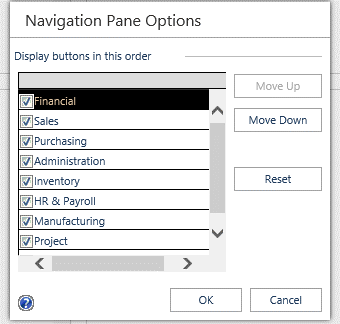 Navigation Pane Options
Display buttons in this order
Financial
Sales
Purchasing
Administration
Inventory
HR & Payroll
Manufacturing
Project
Move Up
Move Down
Reset
?
OK
Cancel